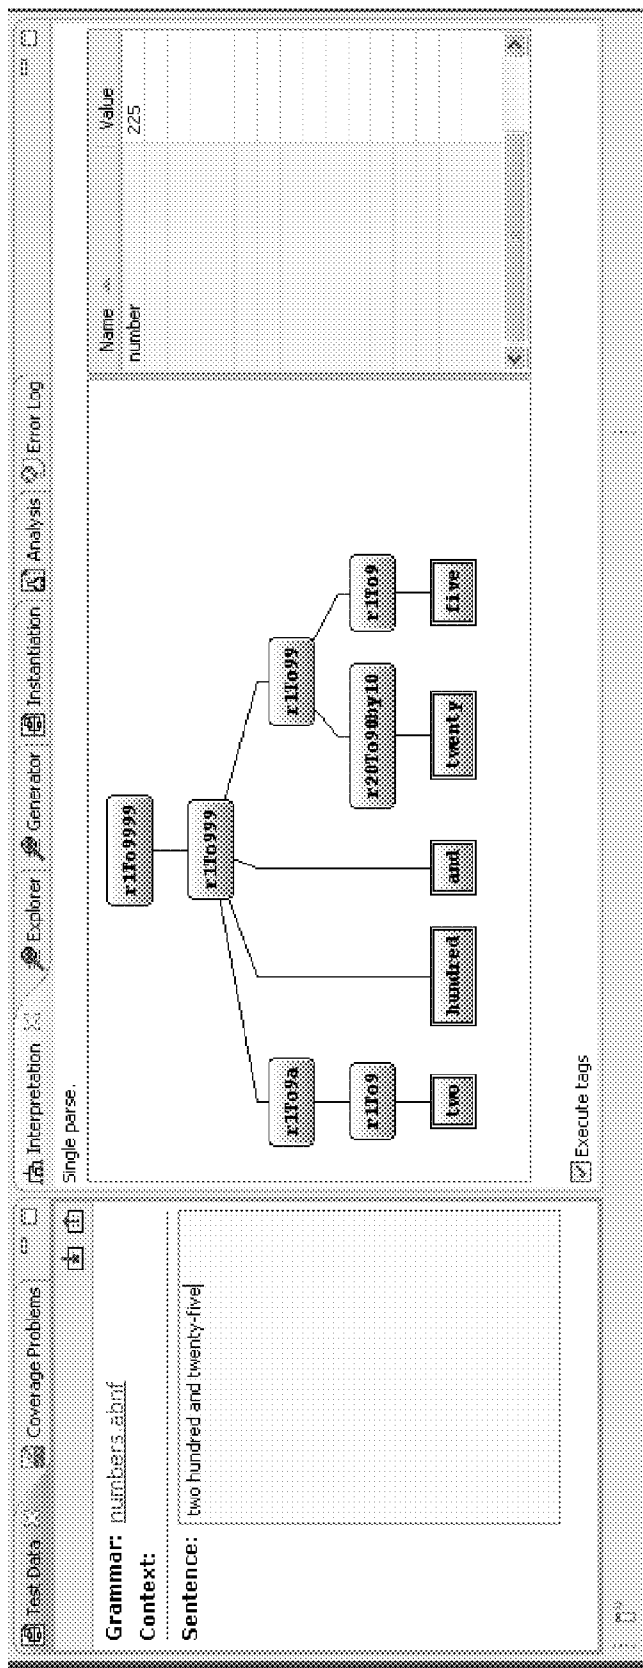 Test Data
Coverage Problems
Grammar: numbers.abnf
Context:
Sentence: two hundred and twenty-five
Interpretation
Explorer
Generator
Instantiation
Analysis
Error Log
Single parse.
r1To9999
r1To999
r1To9a
r1To99
r1To9
r20To90by10
r1To9
two
hundred
and
twenty
five
Execute tags
Name
Value
number
225